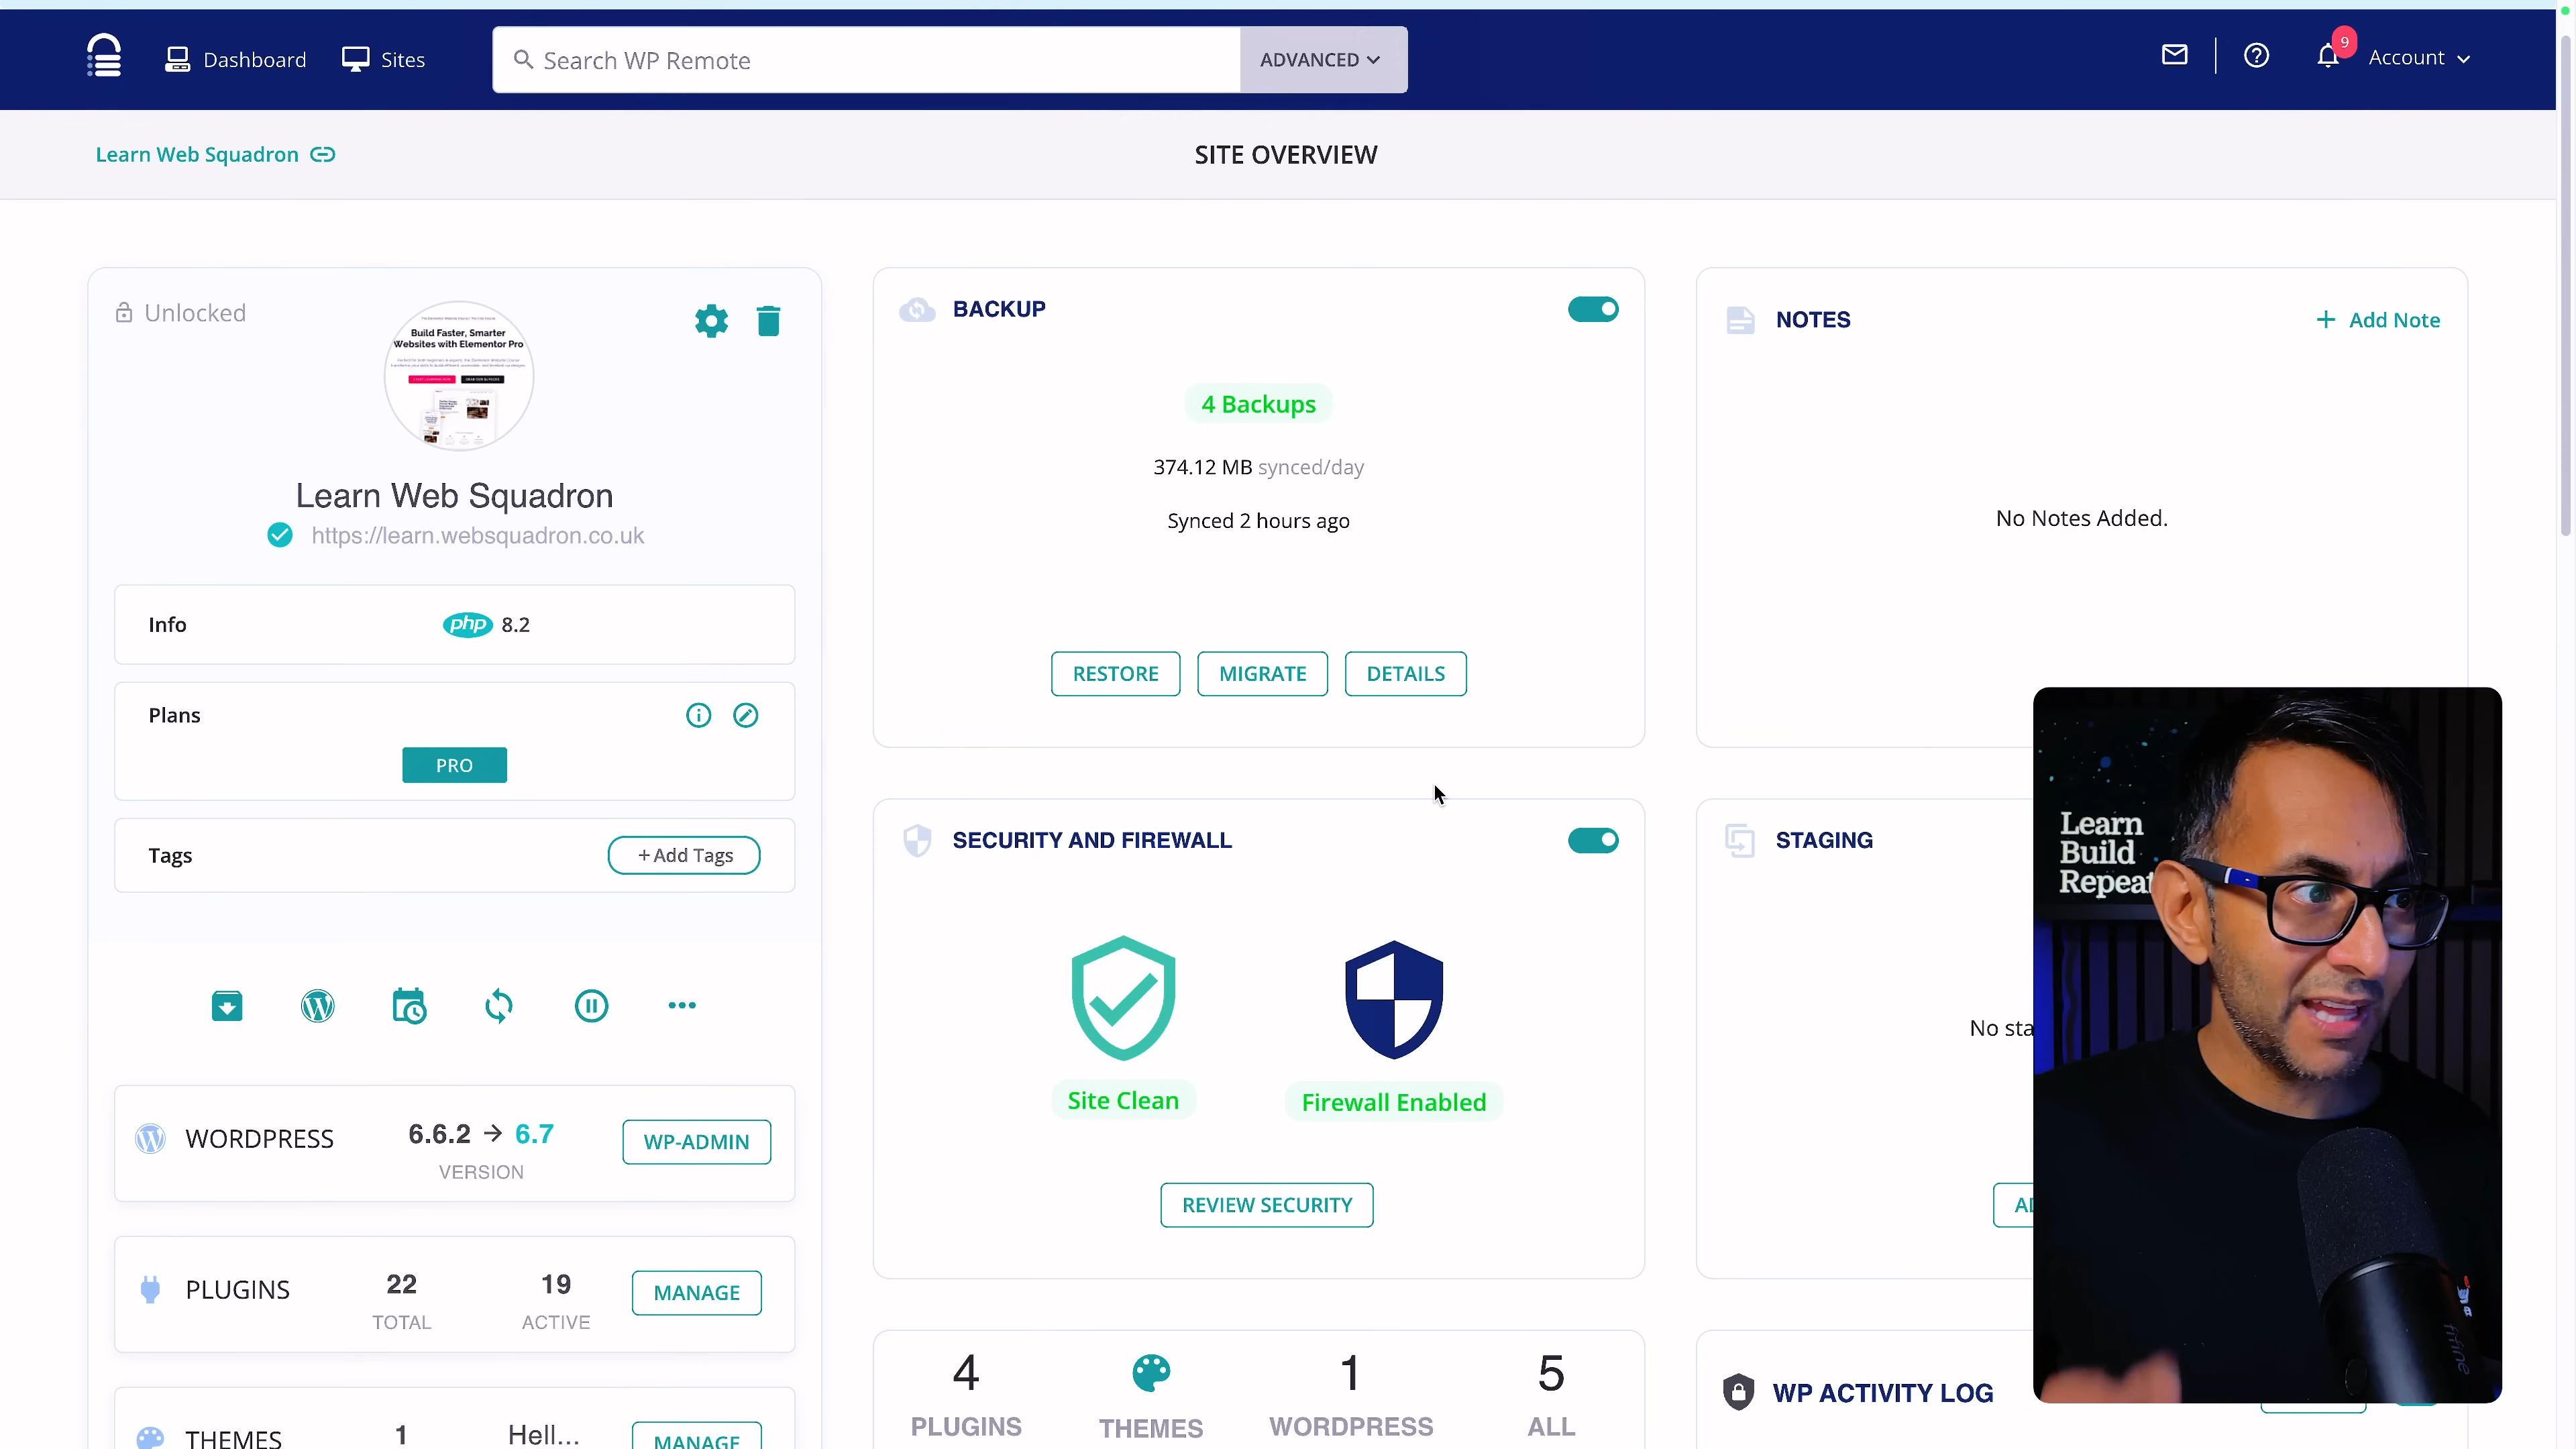 Dashboard
Sites
Search WP Remote
ADVANCED
9
Account
Learn Web Squadron
SITE OVERVIEW
Unlocked
Build Faster, Smarter
Websites with Elementor Pro
Learn Web Squadron
https://learn.websquadron.co.uk
Info
php 8.2
Plans
PRO
Tags
+ Add Tags
WORDPRESS
6.6.2 → 6.7
VERSION
WP-ADMIN
PLUGINS
22
TOTAL
19
ACTIVE
MANAGE
THEMES
1
Hell...
MANAGE
BACKUP
4 Backups
374.12 MB synced/day
Synced 2 hours ago
RESTORE
MIGRATE
DETAILS
SECURITY AND FIREWALL
Site Clean
Firewall Enabled
REVIEW SECURITY
4
PLUGINS
THEMES
1
WORDPRESS
5
ALL
NOTES
+ Add Note
No Notes Added.
STAGING
No sta
WP ACTIVITY LOG
Learn
Build
Repeat
fifine